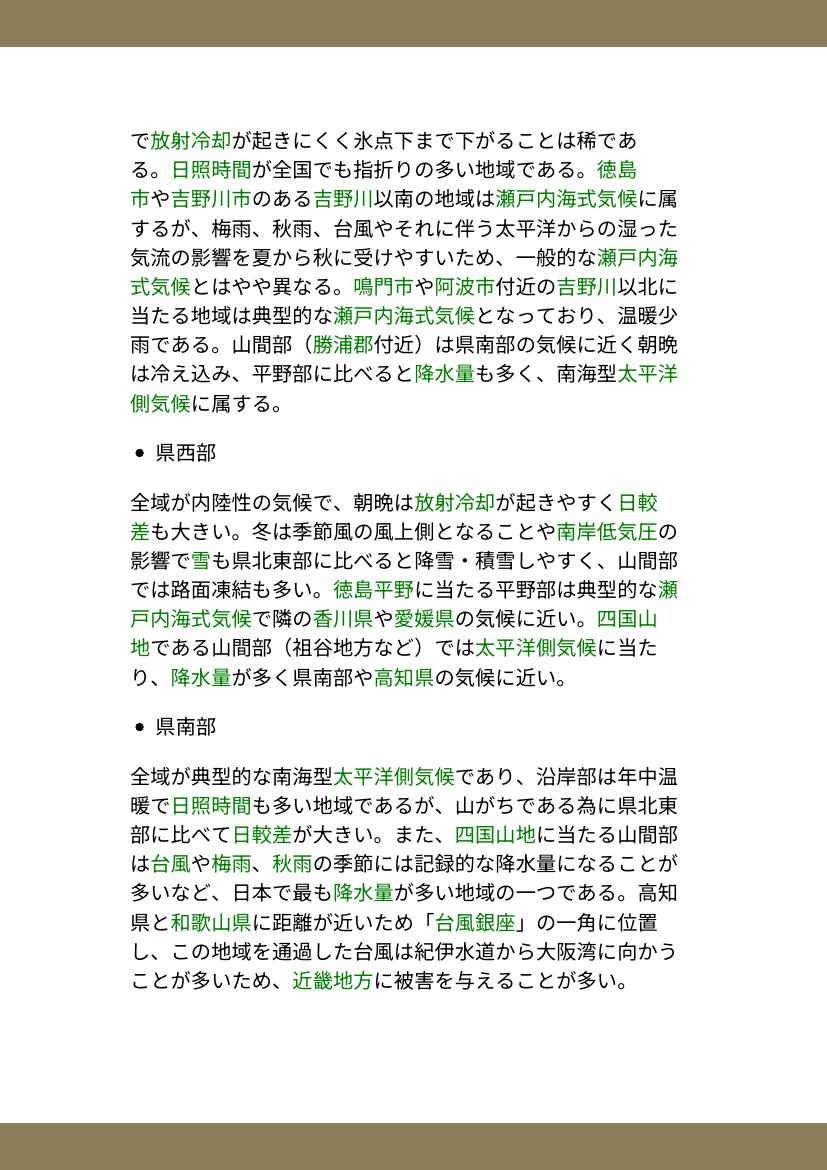 で放射冷却が起きにくく氷点下まで下がることは稀であ
る。日照時間が全国でも指折りの多い地域である。徳島
市や吉野川市のある吉野川以南の地域は瀬戸内海式気候に属
するが、梅雨、秋雨、台風やそれに伴う太平洋からの湿った
気流の影響を夏から秋に受けやすいため、一般的な瀬戸内海
式気候とはやや異なる。鳴門市や阿波市付近の吉野川以北に
当たる地域は典型的な瀬戸内海式気候となっており、温暖少
雨である。山間部（勝浦郡付近）は県南部の気候に近く朝晩
は冷え込み、平野部に比べると降水量も多く、南海型太平洋
側気候に属する。
• 県西部
全域が内陸性の気候で、朝晩は放射冷却が起きやすく日較
差も大きい。冬は季節風の風上側となることや南岸低気圧の
影響で雪も県北東部に比べると降雪・積雪しやすく、山間部
では路面凍結も多い。徳島平野に当たる平野部は典型的な瀬
戸内海式気候で隣の香川県や愛媛県の気候に近い。四国山
地である山間部（祖谷地方など）では太平洋側気候に当た
り、降水量が多く県南部や高知県の気候に近い。
• 県南部
全域が典型的な南海型太平洋側気候であり、沿岸部は年中温
暖で日照時間も多い地域であるが、山がちである為に県北東
部に比べて日較差が大きい。また、四国山地に当たる山間部
は台風や梅雨、秋雨の季節には記録的な降水量になることが
多いなど、日本で最も降水量が多い地域の一つである。高知
県と和歌山県に距離が近いため「台風銀座」の一角に位置
し、この地域を通過した台風は紀伊水道から大阪湾に向かう
ことが多いため、近畿地方に被害を与えることが多い。